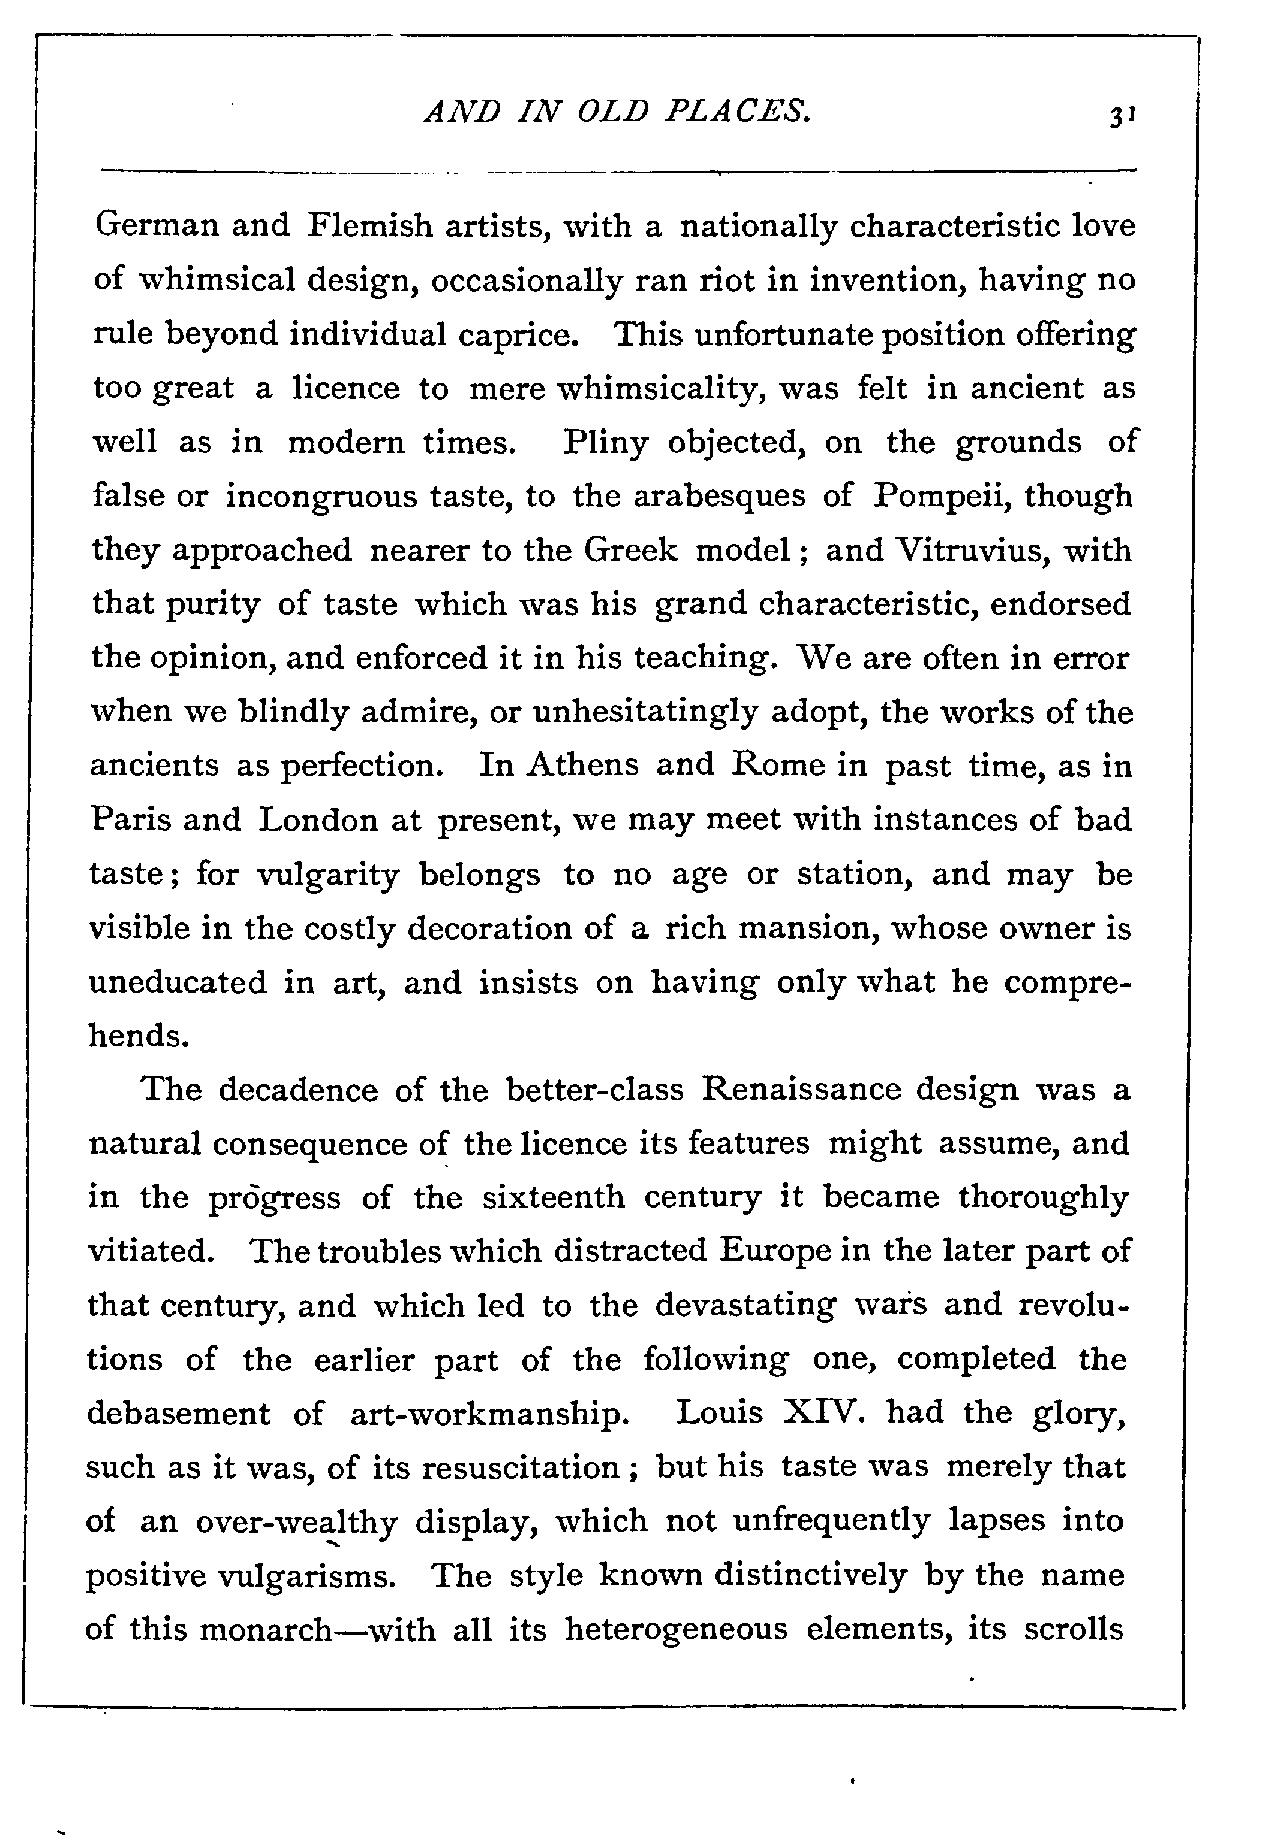 AND IN OLD PLACES. 31
German and Flemish artists, with a nationally characteristic love
of whimsical design, occasionally ran riot in invention, having no
rule beyond individual caprice. This unfortunate position offering
too great a licence to mere whimsicality, was felt in ancient as
well as in modern times. Pliny objected, on the grounds of
false or incongruous taste, to the arabesques of Pompeii, though
they approached nearer to the Greek model ; and Vitruvius, with
that purity of taste which was his grand characteristic, endorsed
the opinion, and enforced it in his teaching. We are often in error
when we blindly admire, or unhesitatingly adopt, the works of the
ancients as perfection. In Athens and Rome in past time, as in
Paris and London at present, we may meet with instances of bad
taste ; for vulgarity belongs to no age or station, and may be
visible in the costly decoration of a rich mansion, whose owner is
uneducated in art, and insists on having only what he compre-
hends.
The decadence of the better-class Renaissance design was a
natural consequence of the licence its features might assume, and
in the progress of the sixteenth century it became thoroughly
vitiated. The troubles which distracted Europe in the later part of
that century, and which led to the devastating wars and revolu-
tions of the earlier part of the following one, completed the
debasement of art-workmanship. Louis XIV. had the glory,
such as it was, of its resuscitation ; but his taste was merely that
of an over-wealthy display, which not unfrequently lapses into
positive vulgarisms. The style known distinctively by the name
of this monarch—with all its heterogeneous elements, its scrolls